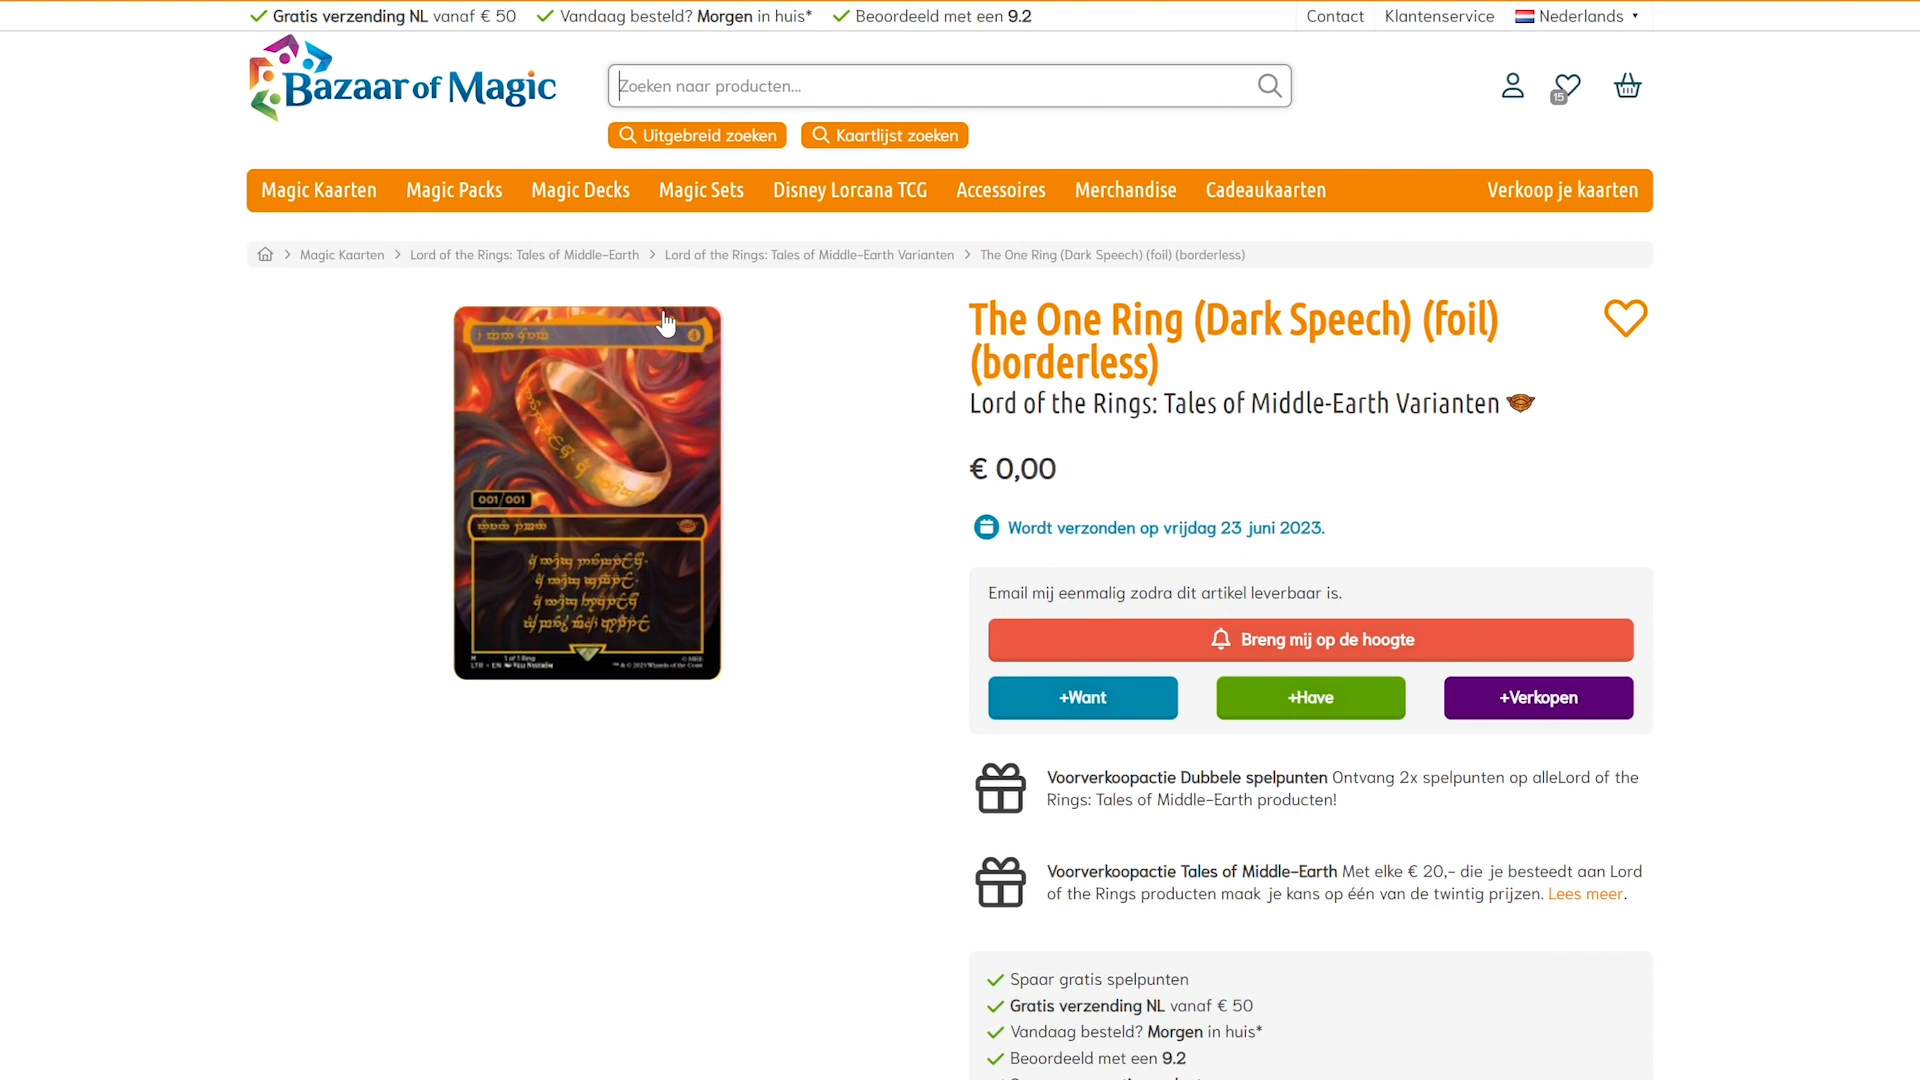 Gratis verzending NL vanaf € 50 Vandaag besteld? Morgen in huis* Beoordeeld met een 9.2 Contact Klantenservice Nederlands
Bazaar of Magic
Zoeken naar producten...
15
Uitgebreid zoeken Kaartlijst zoeken
Magic Kaarten Magic Packs Magic Decks Magic Sets Disney Lorcana TCG Accessoires Merchandise Cadeaukaarten Verkoop je kaarten
Magic Kaarten > Lord of the Rings: Tales of Middle-Earth > Lord of the Rings: Tales of Middle-Earth Varianten > The One Ring (Dark Speech) (foil) (borderless)
4
001/001
M 1 of 1 Ring
LTR • EN
The One Ring (Dark Speech) (foil)
(borderless)
Lord of the Rings: Tales of Middle-Earth Varianten
€ 0,00
Wordt verzonden op vrijdag 23 juni 2023.
Email mij eenmalig zodra dit artikel leverbaar is.
Breng mij op de hoogte
+Want +Have +Verkopen
Voorverkoopactie Dubbele spelpunten Ontvang 2x spelpunten op alleLord of the
Rings: Tales of Middle-Earth producten!
Voorverkoopactie Tales of Middle-Earth Met elke € 20,- die je besteedt aan Lord
of the Rings producten maak je kans op één van de twintig prijzen. Lees meer.
Spaar gratis spelpunten
Gratis verzending NL vanaf € 50
Vandaag besteld? Morgen in huis*
Beoordeeld met een 9.2